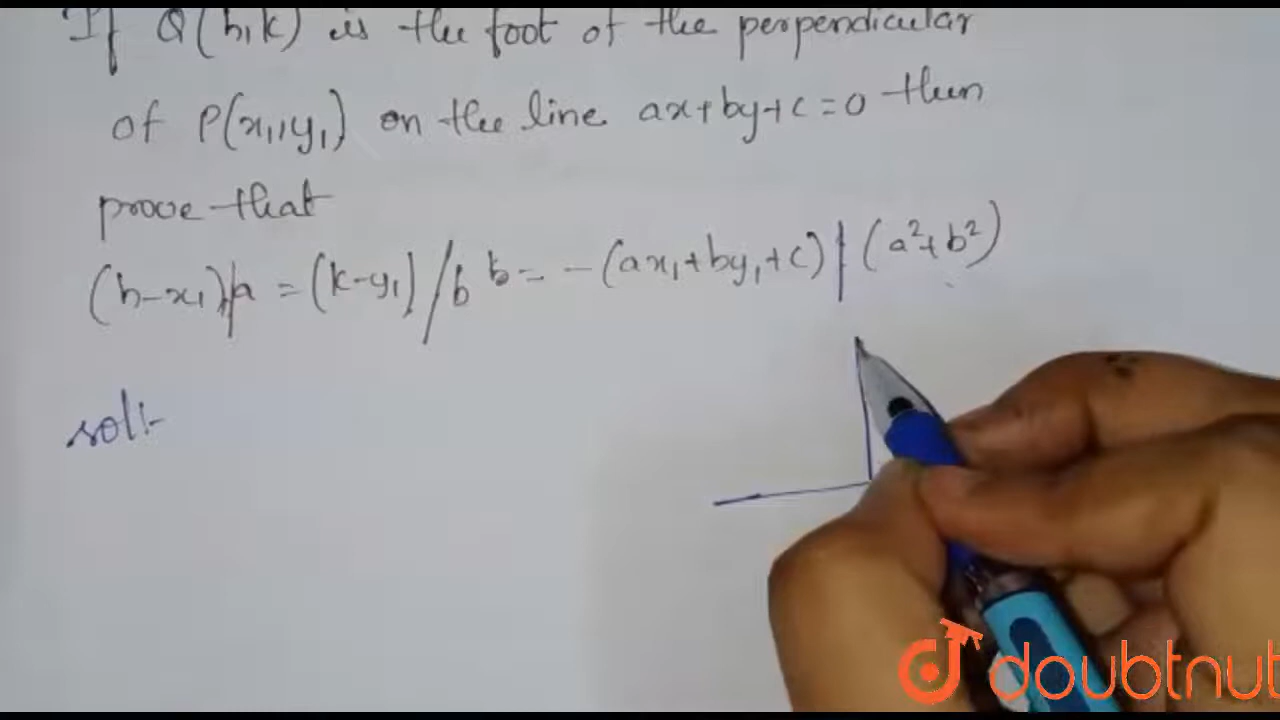 If Q(h,k) is the foot of the perpendicular
of P(x₁,y₁) on the line ax+by+c=0 then
prove that
(h-x₁)/a = (k-y₁)/b b = -(ax₁+by₁+c) / (a²+b²)
sol:-
doubtnut